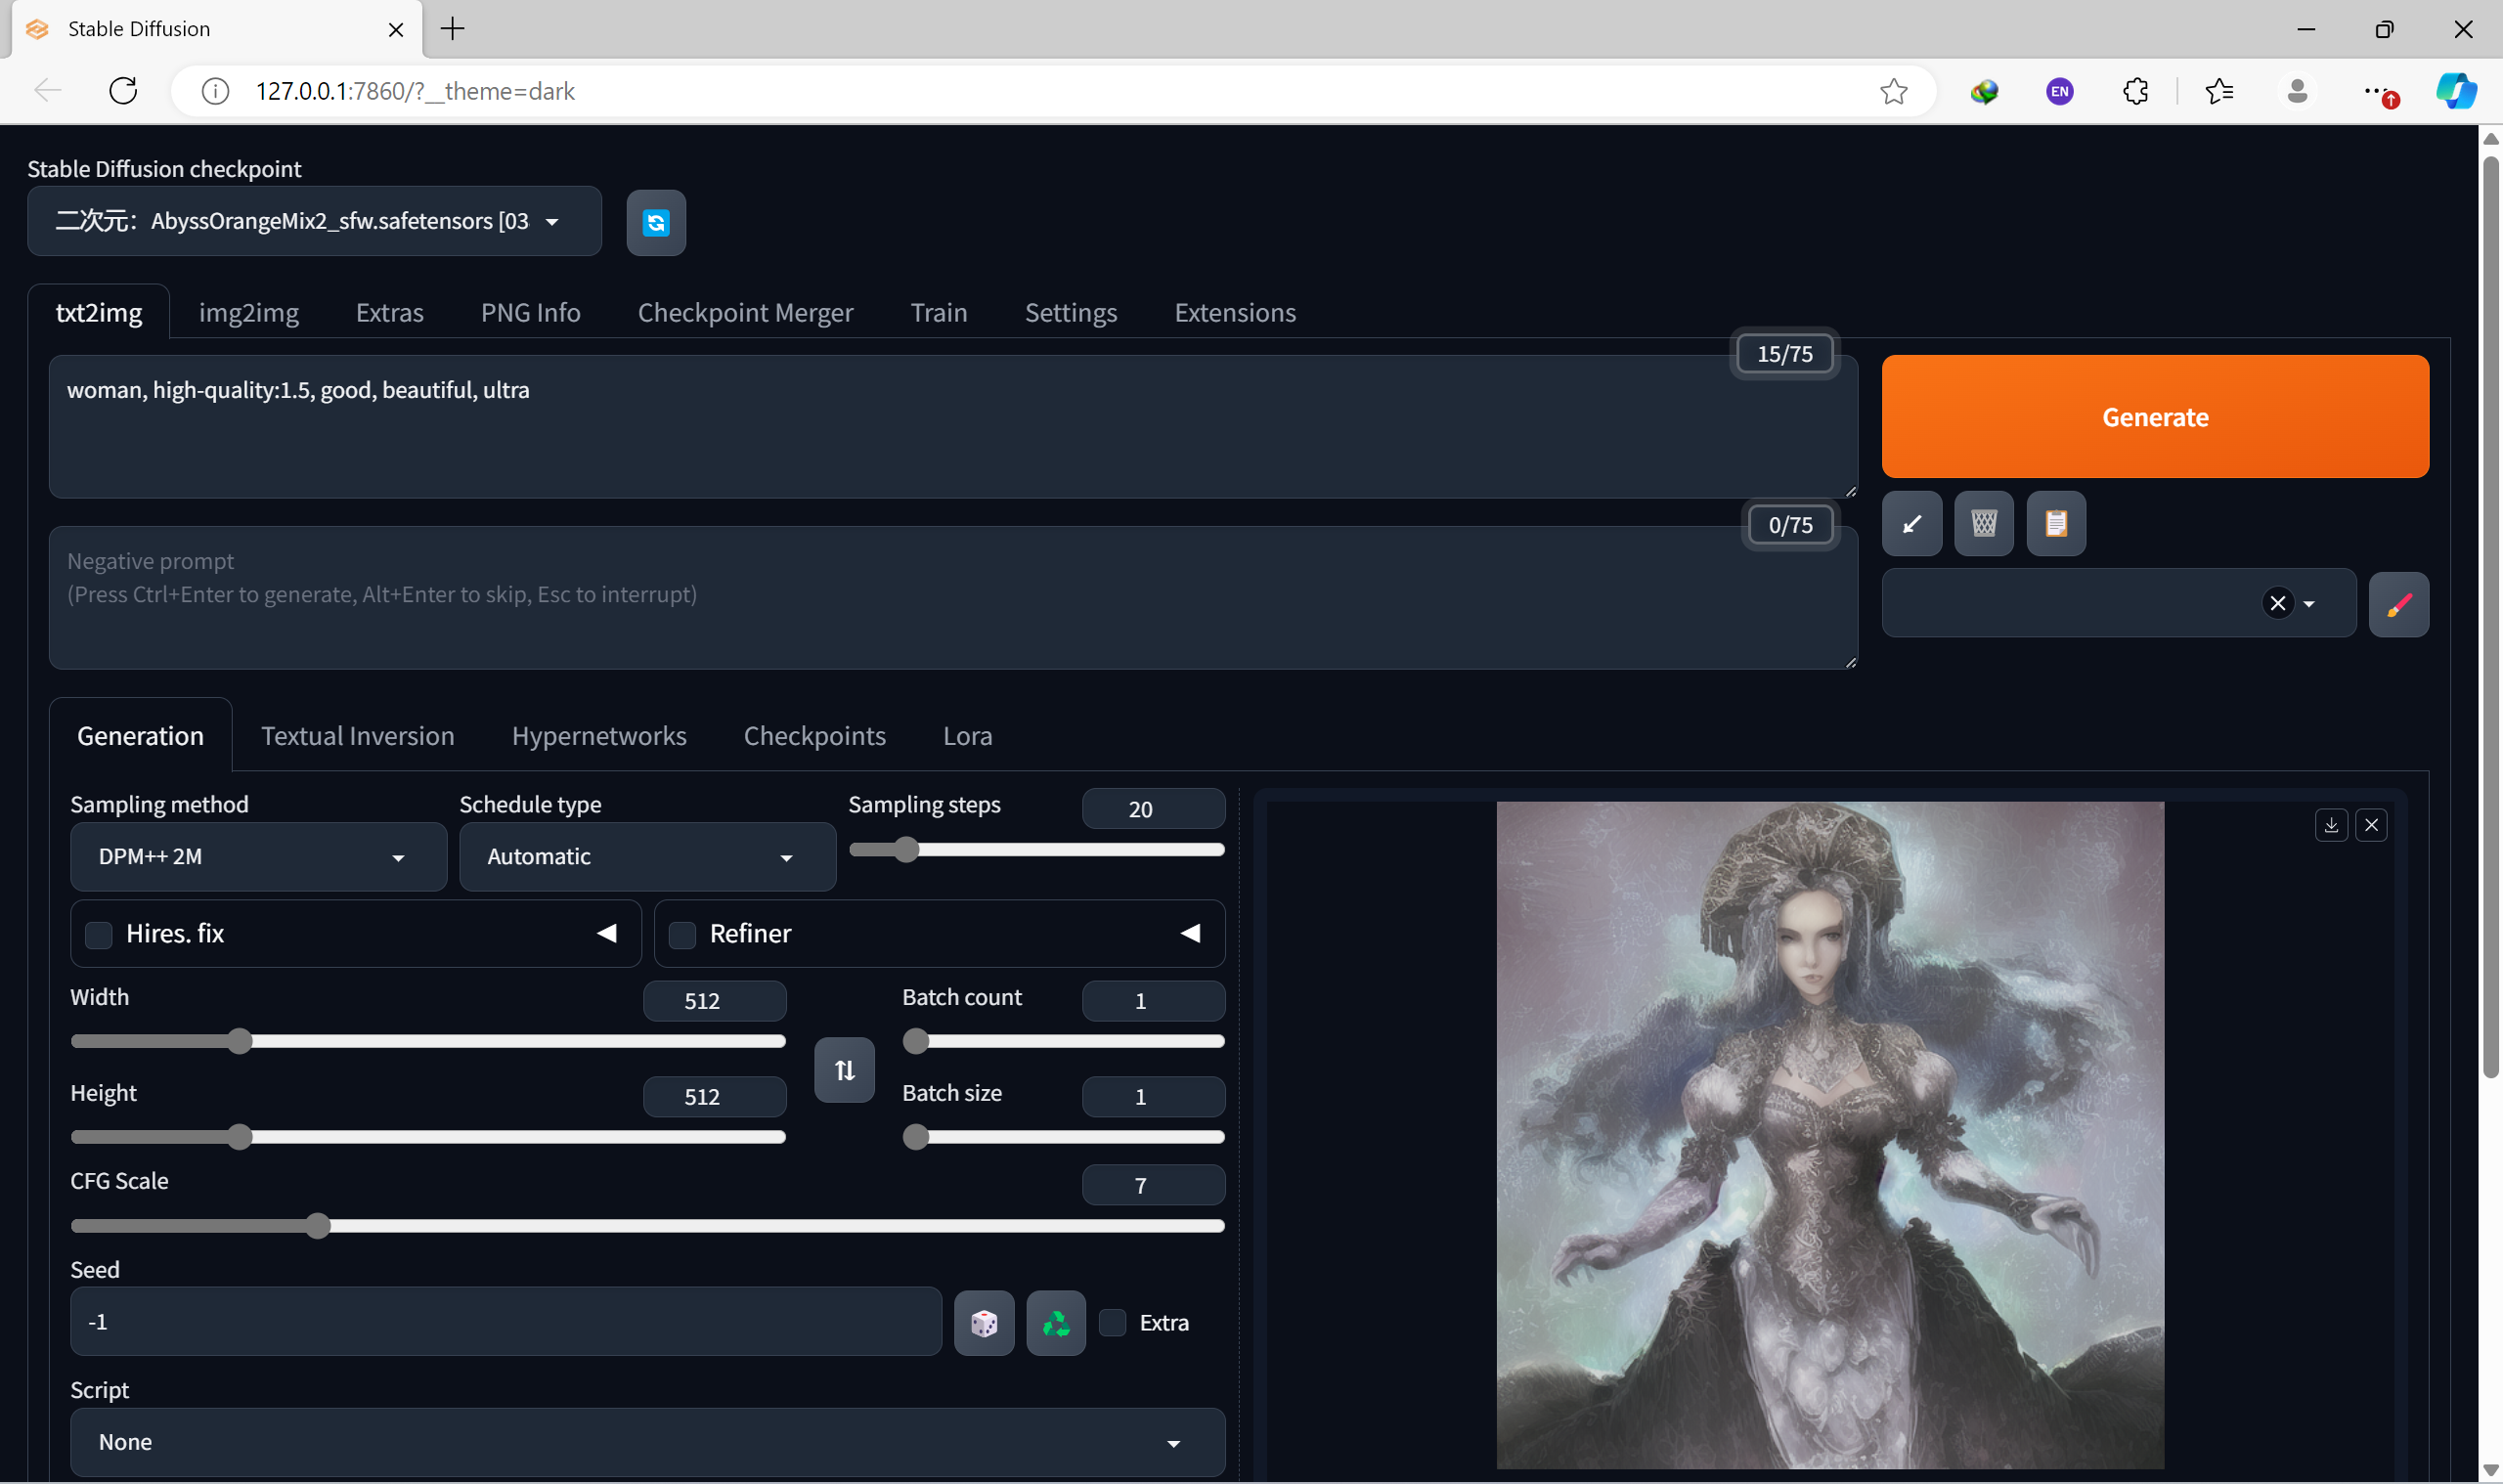 Stable Diffusion
127.0.0.1:7860/?__theme=dark
EN
Stable Diffusion checkpoint
二次元：AbyssOrangeMix2_sfw.safetensors [03
txt2img img2img Extras PNG Info Checkpoint Merger Train Settings Extensions
15/75
woman, high-quality:1.5, good, beautiful, ultra
Generate
0/75
Negative prompt
(Press Ctrl+Enter to generate, Alt+Enter to skip, Esc to interrupt)
Generation Textual Inversion Hypernetworks Checkpoints Lora
Sampling method Schedule type Sampling steps 20
DPM++ 2M Automatic
Hires. fix Refiner
Width 512 Batch count 1
Height 512 Batch size 1
CFG Scale 7
Seed
-1 Extra
Script
None